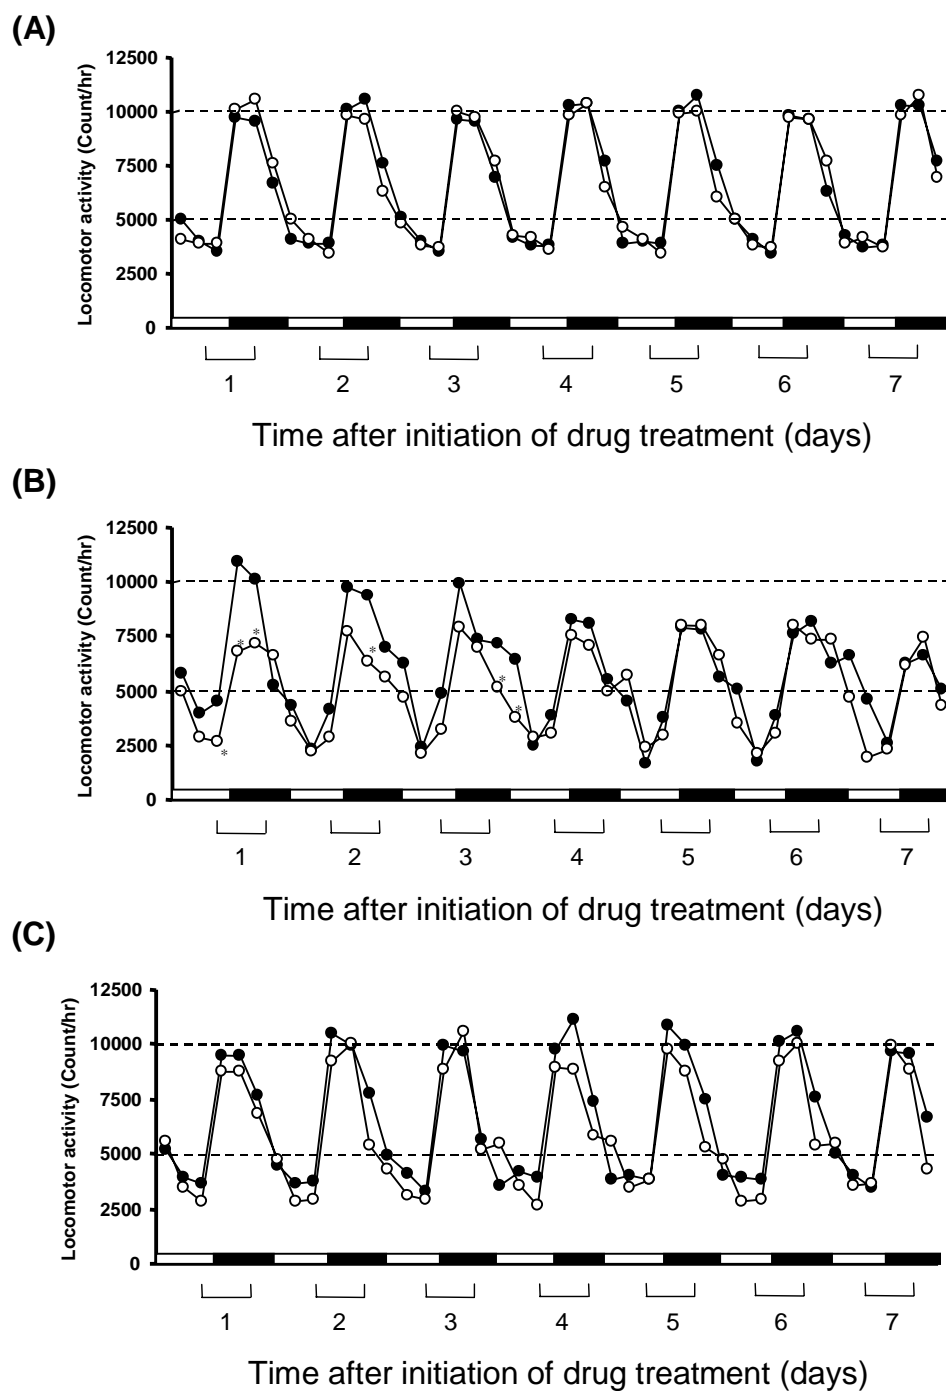 (A)
Locomotor activity (Count/hr)
12500
10000
7500
5000
2500
0
1 2 3 4 5 6 7
Time after initiation of drug treatment (days)
(B)
Locomotor activity (Count/hr)
12500
10000
7500
5000
2500
0
* * * * * *
1 2 3 4 5 6 7
Time after initiation of drug treatment (days)
(C)
Locomotor activity (Count/hr)
12500
10000
7500
5000
2500
0
1 2 3 4 5 6 7
Time after initiation of drug treatment (days)